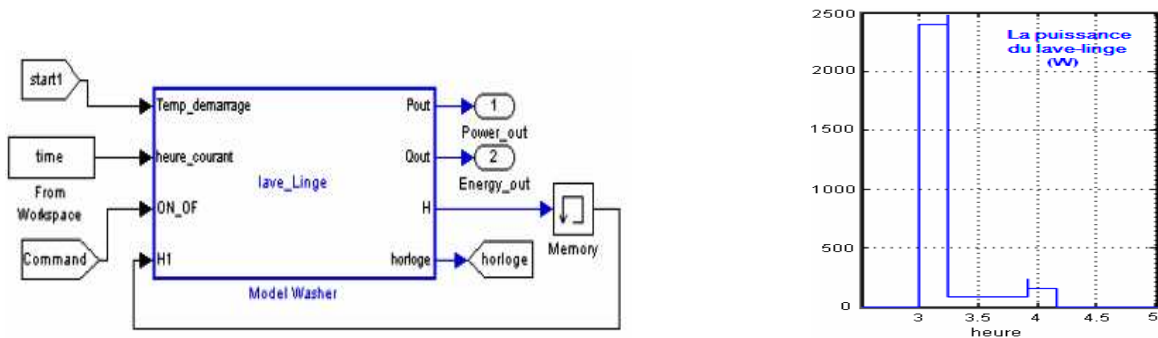 start1
time
From
Workspace
Command
Temp_demarrage
heure_courant
ON_OF
H1
lave_Linge
Pout
Qout
H
horloge
Model Washer
1
Power_out
2
Energy_out
Memory
horloge
La puissance
du lave-linge
(W)
2500
2000
1500
1000
500
0
3
3.5
4
4.5
5
heure